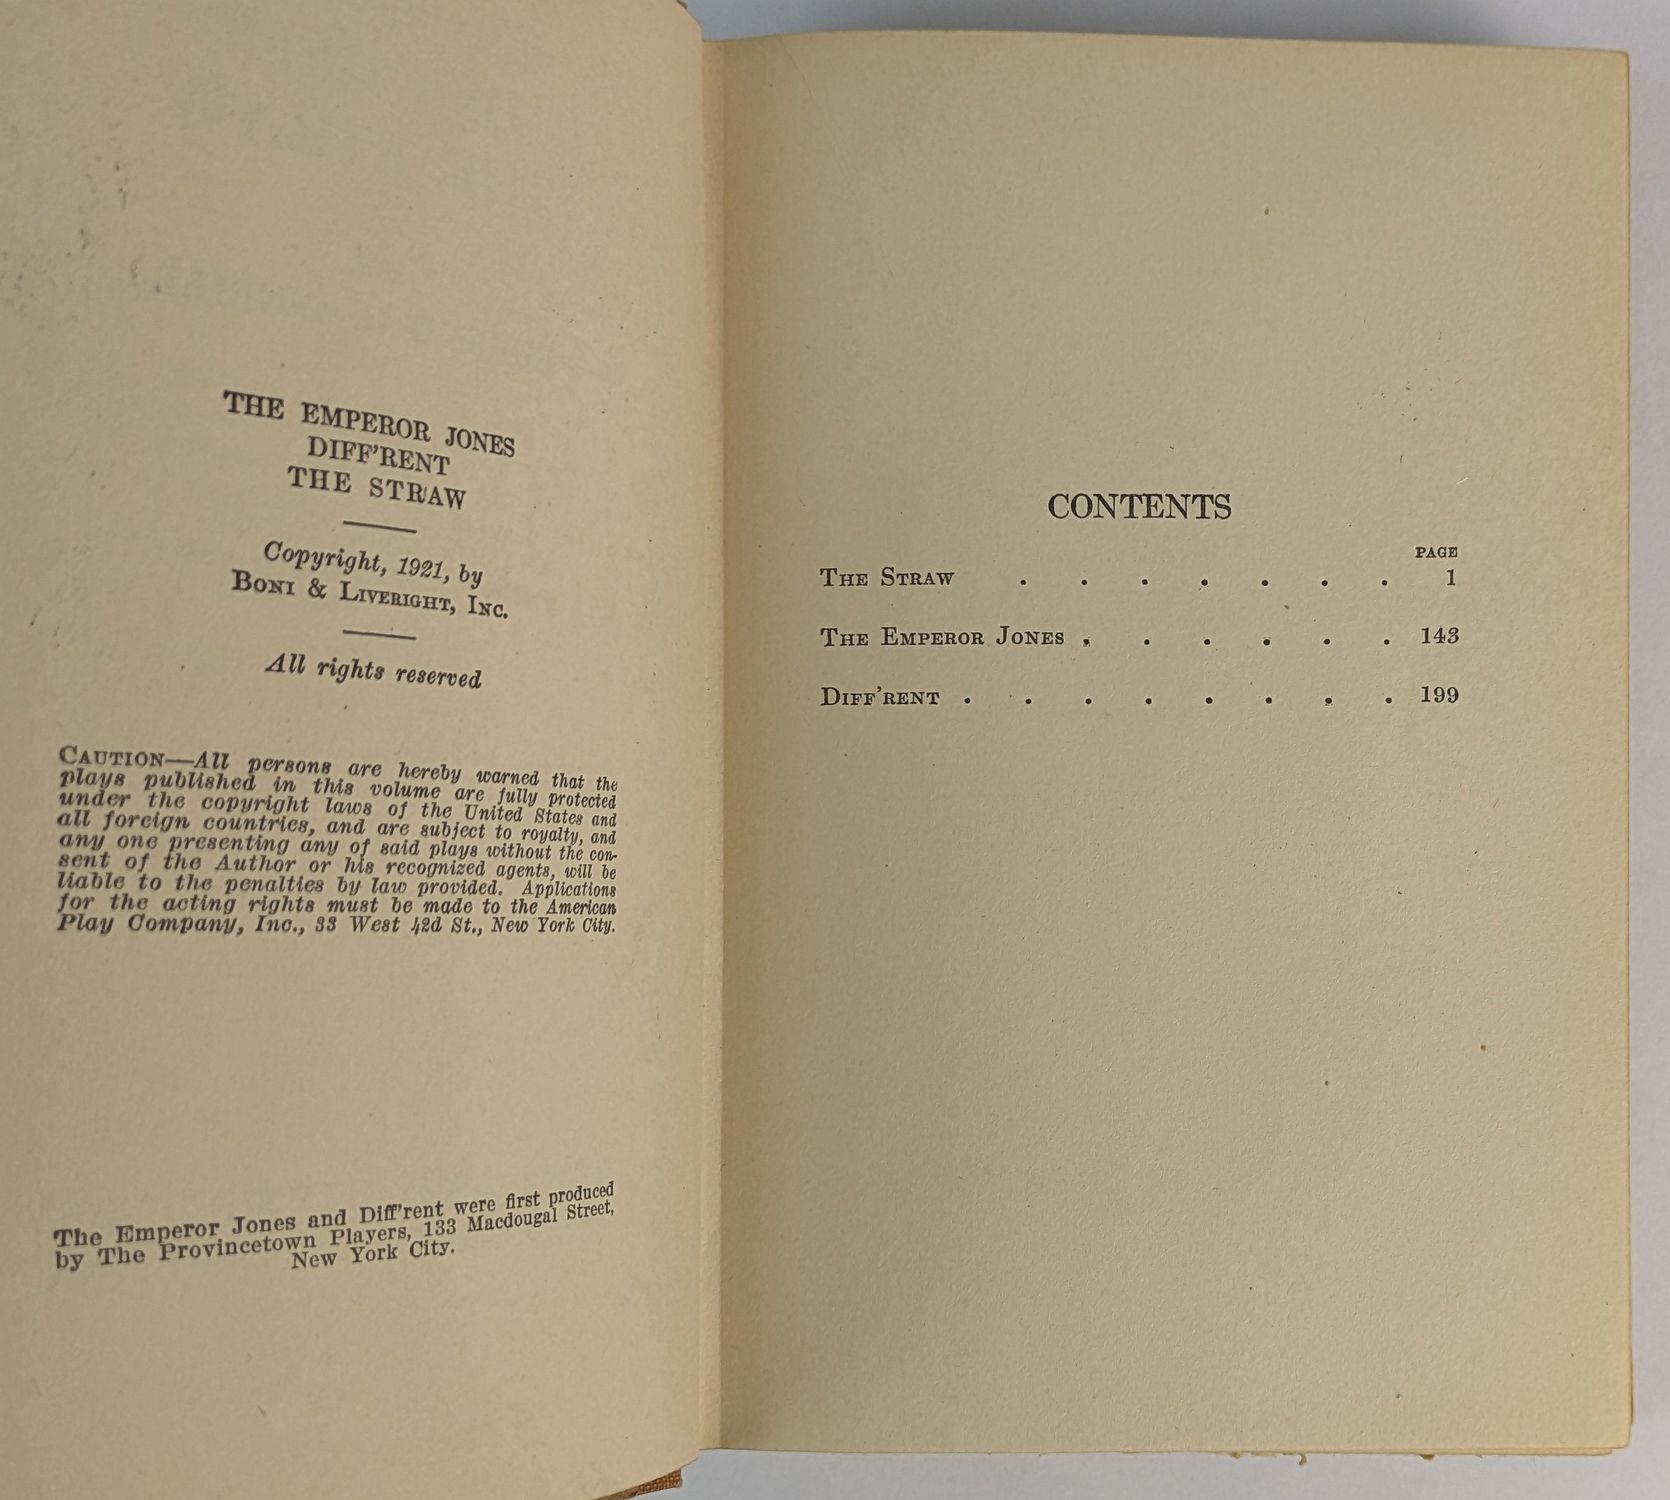 THE EMPEROR JONES
DIFF'RENT
THE STRAW
Copyright, 1921, by
BONI & LIVERIGHT, INC.
All rights reserved
CAUTION—All persons are hereby warned that the
plays published in this volume are fully protected
under the copyright laws of the United States and
all foreign countries, and are subject to royalty, and
any one presenting any of said plays without the con-
sent of the Author or his recognized agents, will be
liable to the penalties by law provided. Applications
for the acting rights must be made to the American
Play Company, Inc., 33 West 42d St., New York City.
The Emperor Jones and Diff'rent were first produced
by The Provincetown Players, 133 Macdougal Street,
New York City.
CONTENTS
PAGE
THE STRAW . . . . . . . 1
THE EMPEROR JONES . . . . . . 143
DIFF'RENT . . . . . . . . 199